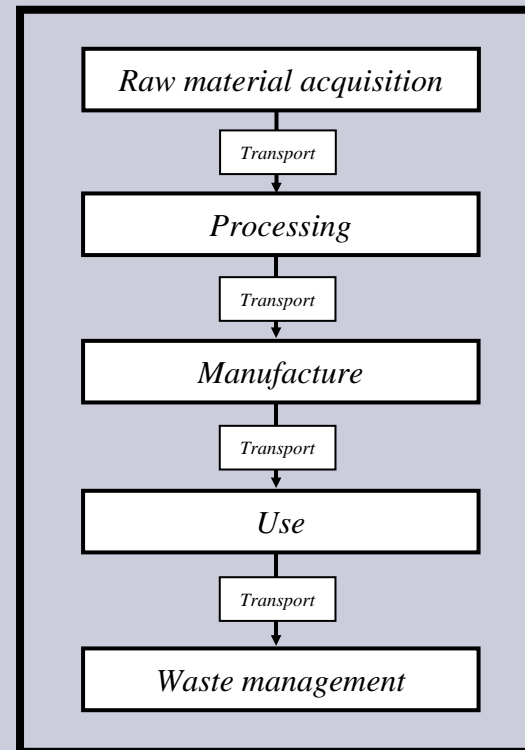 Raw material acquisition
Transport
Processing
Transport
Manufacture
Transport
Use
Transport
Waste management